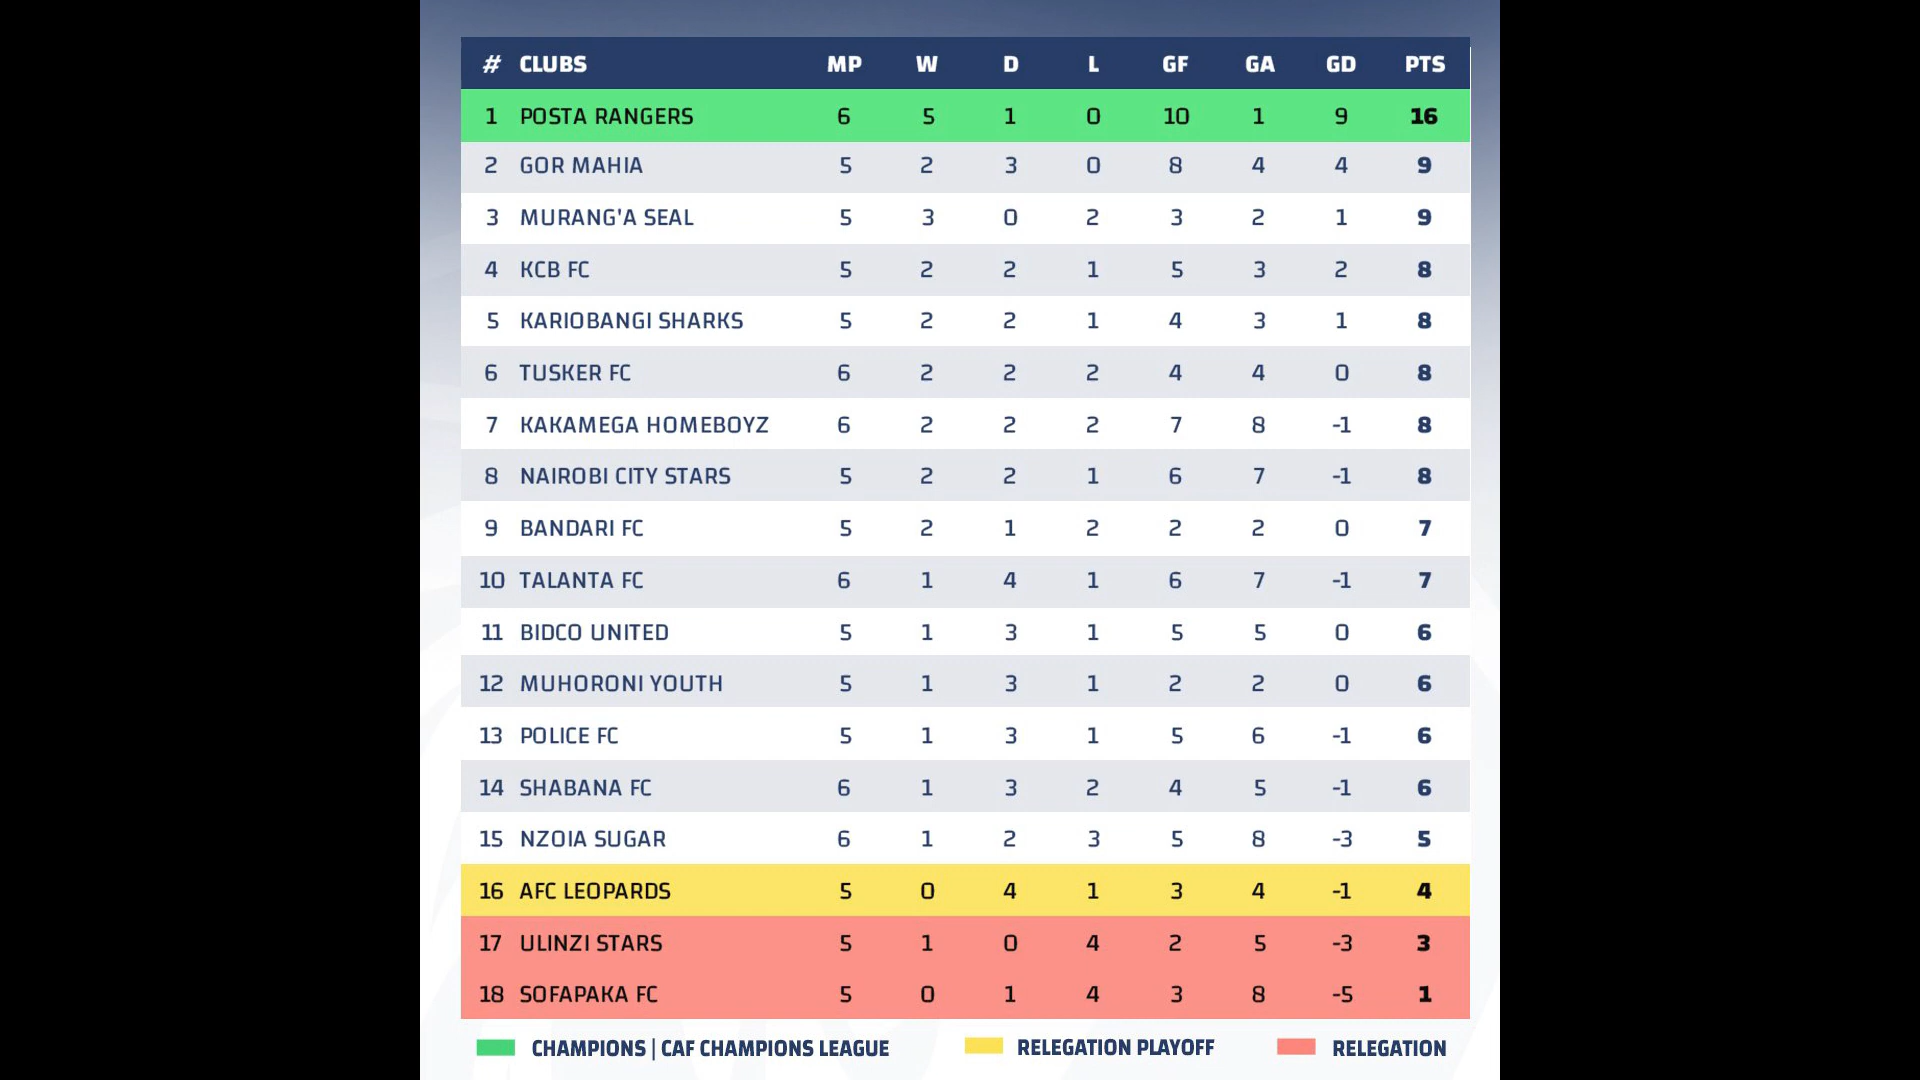 # CLUBS MP W D L GF GA GD PTS
1 POSTA RANGERS 6 5 1 0 10 1 9 16
2 GOR MAHIA 5 2 3 0 8 4 4 9
3 MURANG'A SEAL 5 3 0 2 3 2 1 9
4 KCB FC 5 2 2 1 5 3 2 8
5 KARIOBANGI SHARKS 5 2 2 1 4 3 1 8
6 TUSKER FC 6 2 2 2 4 4 0 8
7 KAKAMEGA HOMEBOYZ 6 2 2 2 7 8 -1 8
8 NAIROBI CITY STARS 5 2 2 1 6 7 -1 8
9 BANDARI FC 5 2 1 2 2 2 0 7
10 TALANTA FC 6 1 4 1 6 7 -1 7
11 BIDCO UNITED 5 1 3 1 5 5 0 6
12 MUHORONI YOUTH 5 1 3 1 2 2 0 6
13 POLICE FC 5 1 3 1 5 6 -1 6
14 SHABANA FC 6 1 3 2 4 5 -1 6
15 NZOIA SUGAR 6 1 2 3 5 8 -3 5
16 AFC LEOPARDS 5 0 4 1 3 4 -1 4
17 ULINZI STARS 5 1 0 4 2 5 -3 3
18 SOFAPAKA FC 5 0 1 4 3 8 -5 1
CHAMPIONS | CAF CHAMPIONS LEAGUE RELEGATION PLAYOFF RELEGATION